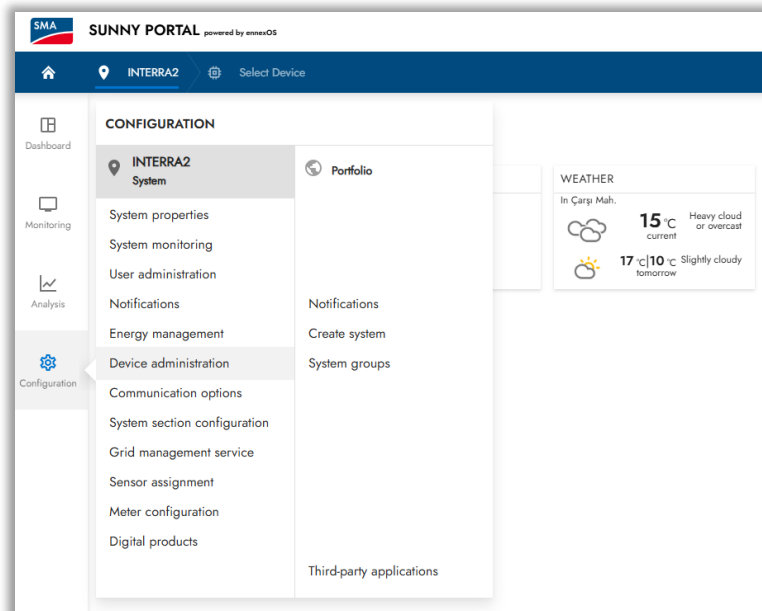 SMA
SUNNY PORTAL powered by ennexOS
INTERRA2
Select Device
Dashboard
Monitoring
Analysis
Configuration
CONFIGURATION
INTERRA2
System
System properties
System monitoring
User administration
Notifications
Energy management
Device administration
Communication options
System section configuration
Grid management service
Sensor assignment
Meter configuration
Digital products
Portfolio
Notifications
Create system
System groups
Third-party applications
WEATHER
In Çarşı Mah.
15 °C
current
Heavy cloud
or overcast
17 °C|10 °C
tomorrow
Slightly cloudy